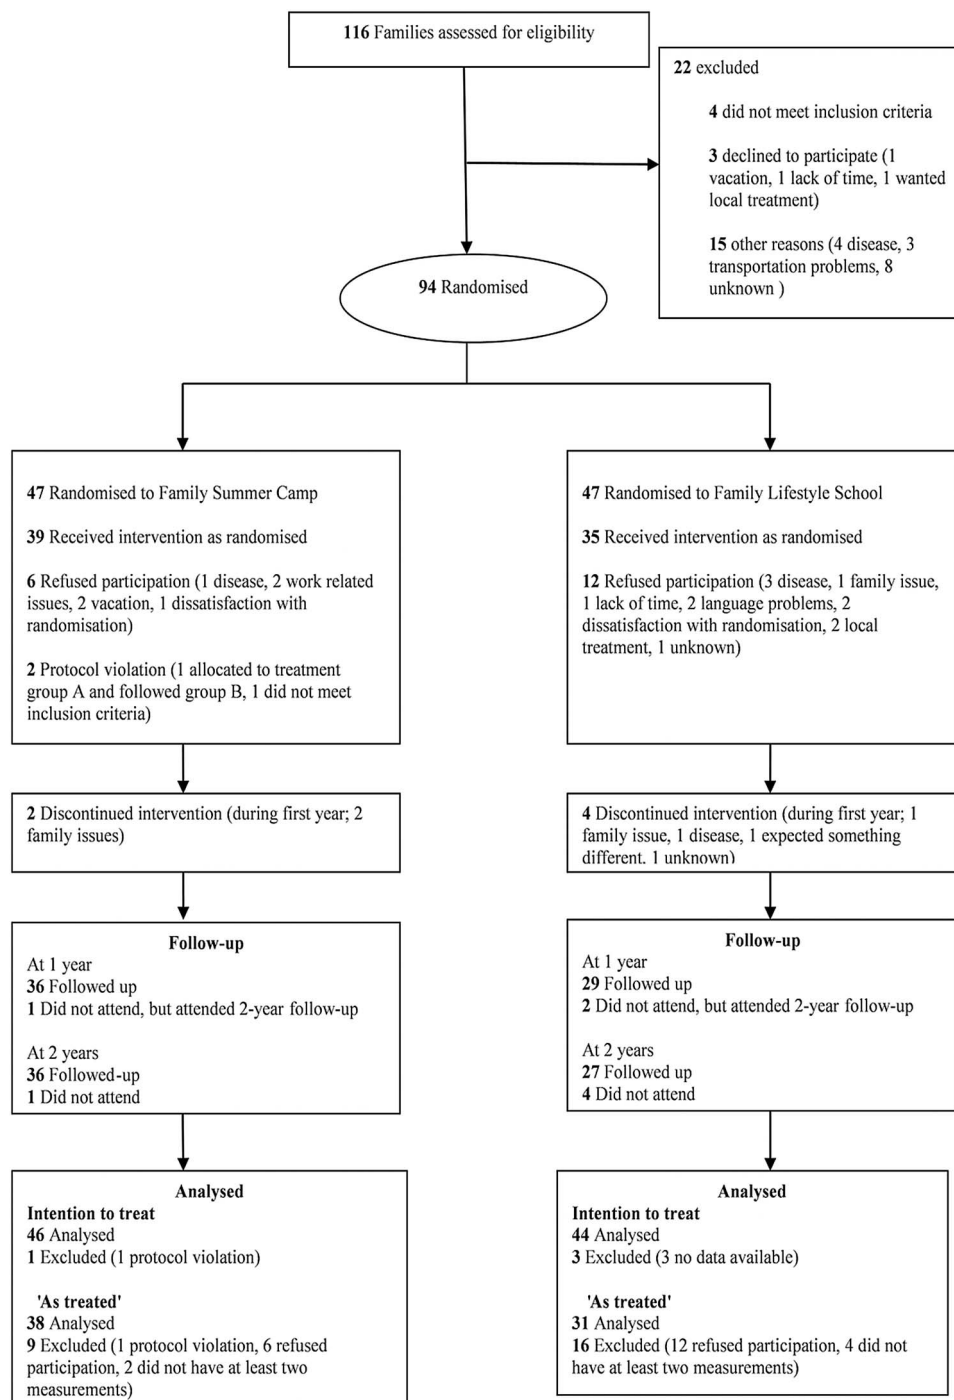 116 Families assessed for eligibility
22 excluded
4 did not meet inclusion criteria
3 declined to participate (1
vacation, 1 lack of time, 1 wanted
local treatment)
15 other reasons (4 disease, 3
transportation problems, 8
unknown )
94 Randomised
47 Randomised to Family Summer Camp
39 Received intervention as randomised
6 Refused participation (1 disease, 2 work related
issues, 2 vacation, 1 dissatisfaction with
randomisation)
2 Protocol violation (1 allocated to treatment
group A and followed group B, 1 did not meet
inclusion criteria)
47 Randomised to Family Lifestyle School
35 Received intervention as randomised
12 Refused participation (3 disease, 1 family issue,
1 lack of time, 2 language problems, 2
dissatisfaction with randomisation, 2 local
treatment, 1 unknown)
2 Discontinued intervention (during first year; 2
family issues)
4 Discontinued intervention (during first year; 1
family issue, 1 disease, 1 expected something
different. 1 unknown)
Follow-up
At 1 year
36 Followed up
1 Did not attend, but attended 2-year follow-up
At 2 years
36 Followed-up
1 Did not attend
Follow-up
At 1 year
29 Followed up
2 Did not attend, but attended 2-year follow-up
At 2 years
27 Followed up
4 Did not attend
Analysed
Intention to treat
46 Analysed
1 Excluded (1 protocol violation)
'As treated'
38 Analysed
9 Excluded (1 protocol violation, 6 refused
participation, 2 did not have at least two
measurements)
Analysed
Intention to treat
44 Analysed
3 Excluded (3 no data available)
'As treated'
31 Analysed
16 Excluded (12 refused participation, 4 did not
have at least two measurements)